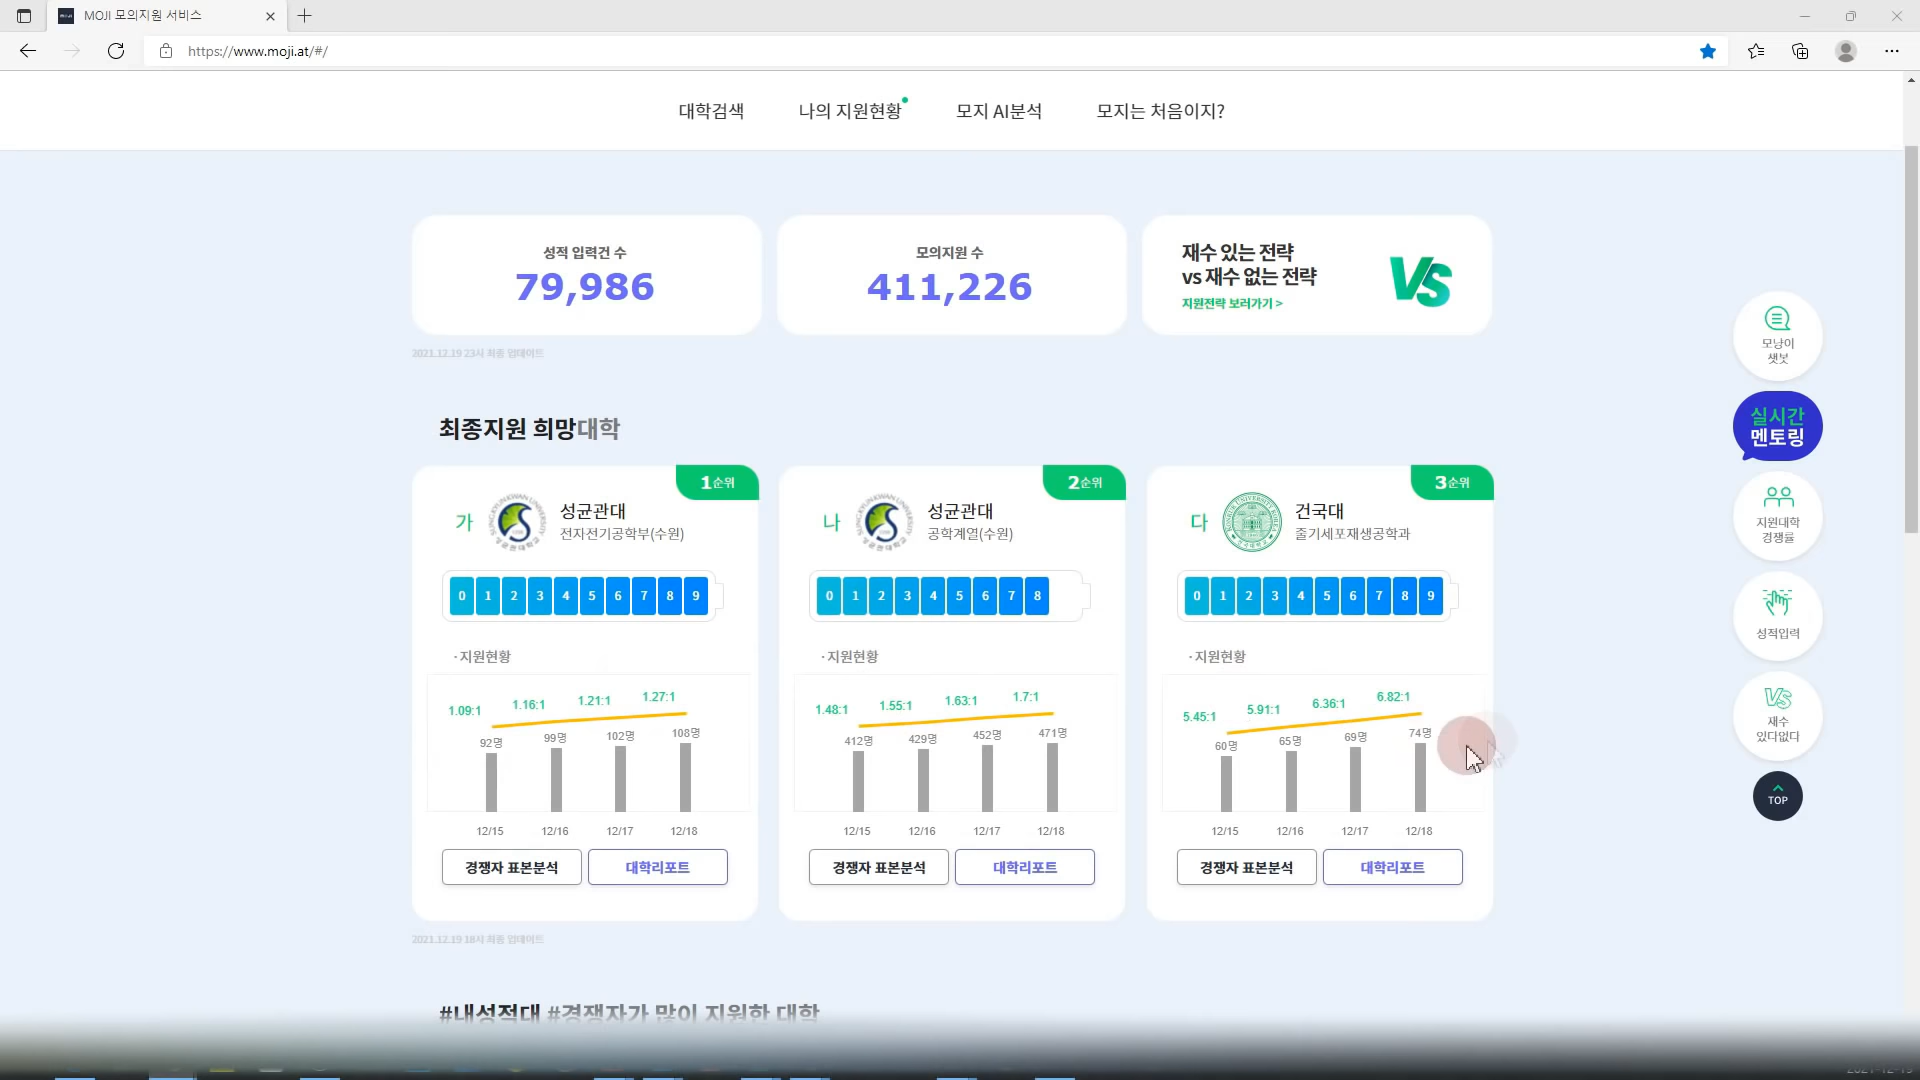 MOJI 모의지원 서비스
https://www.moji.at/#/
대학검색
나의 지원현황
모지 AI분석
모지는 처음이지?
성적 입력건 수
79,986
모의지원 수
411,226
재수 있는 전략
vs 재수 없는 전략
지원전략 보러가기 >
VS
2021.12.19 23시 최종 업데이트
최종지원 희망대학
1순위
가
성균관대
전자전기공학부(수원)
0 1 2 3 4 5 6 7 8 9
·지원현황
1.09:1 1.16:1 1.21:1 1.27:1
92명 99명 102명 108명
12/15 12/16 12/17 12/18
경쟁자 표본분석
대학리포트
2순위
나
성균관대
공학계열(수원)
0 1 2 3 4 5 6 7 8
·지원현황
1.48:1 1.55:1 1.63:1 1.7:1
412명 429명 452명 471명
12/15 12/16 12/17 12/18
경쟁자 표본분석
대학리포트
3순위
다
건국대
줄기세포재생공학과
0 1 2 3 4 5 6 7 8 9
·지원현황
5.45:1 5.91:1 6.36:1 6.82:1
60명 65명 69명 74명
12/15 12/16 12/17 12/18
경쟁자 표본분석
대학리포트
2021.12.19 18시 최종 업데이트
#내성적대 #경쟁자가 많이 지원한 대학
모냥이
챗봇
실시간
멘토링
지원대학
경쟁률
성적입력
VS
재수
있다없다
TOP